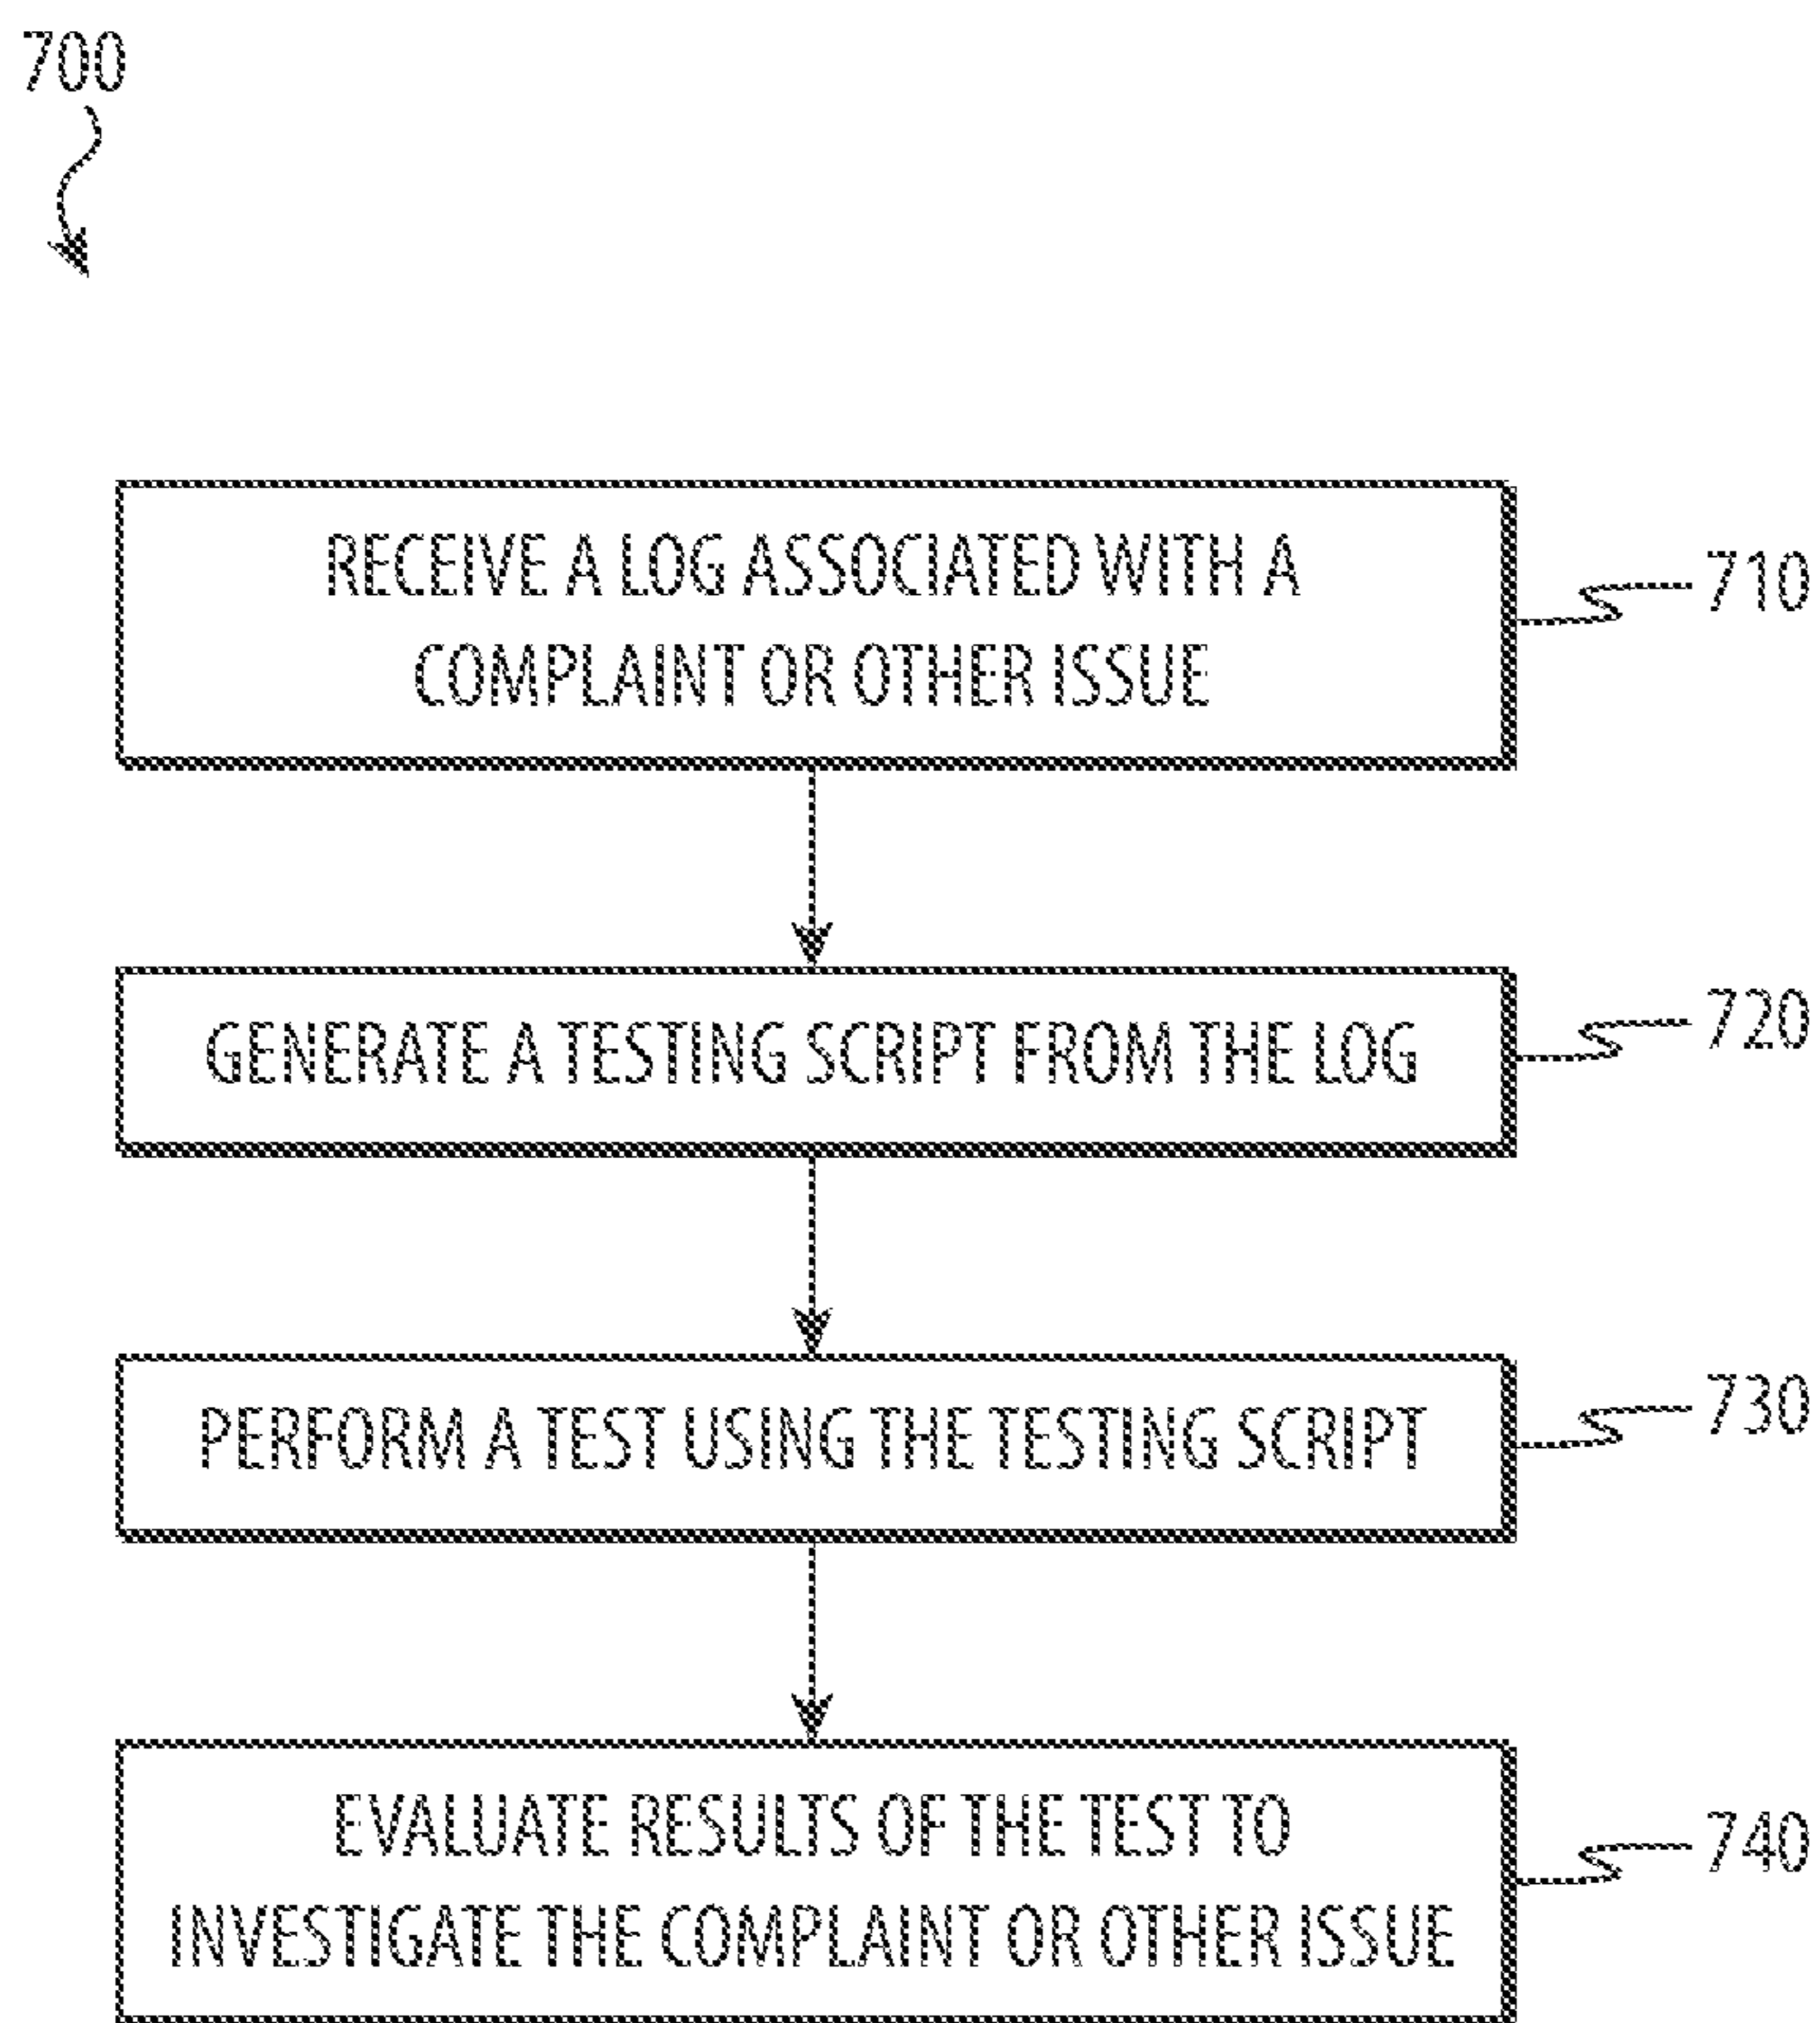 700
RECEIVE A LOG ASSOCIATED WITH A
COMPLAINT OR OTHER ISSUE
710
GENERATE A TESTING SCRIPT FROM THE LOG
720
PERFORM A TEST USING THE TESTING SCRIPT
730
EVALUATE RESULTS OF THE TEST TO
INVESTIGATE THE COMPLAINT OR OTHER ISSUE
740